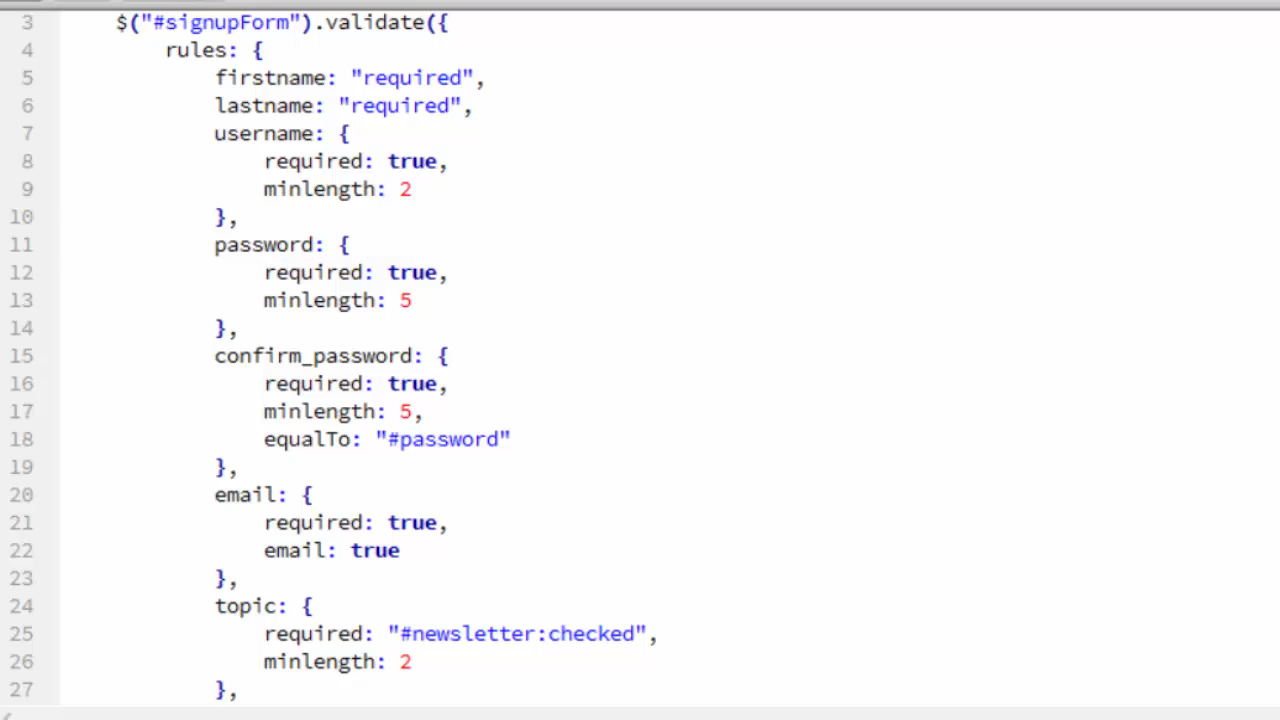 3 $("#signupForm").validate({
4 rules: {
5 firstname: "required",
6 lastname: "required",
7 username: {
8 required: true,
9 minlength: 2
10 },
11 password: {
12 required: true,
13 minlength: 5
14 },
15 confirm_password: {
16 required: true,
17 minlength: 5,
18 equalTo: "#password"
19 },
20 email: {
21 required: true,
22 email: true
23 },
24 topic: {
25 required: "#newsletter:checked",
26 minlength: 2
27 },